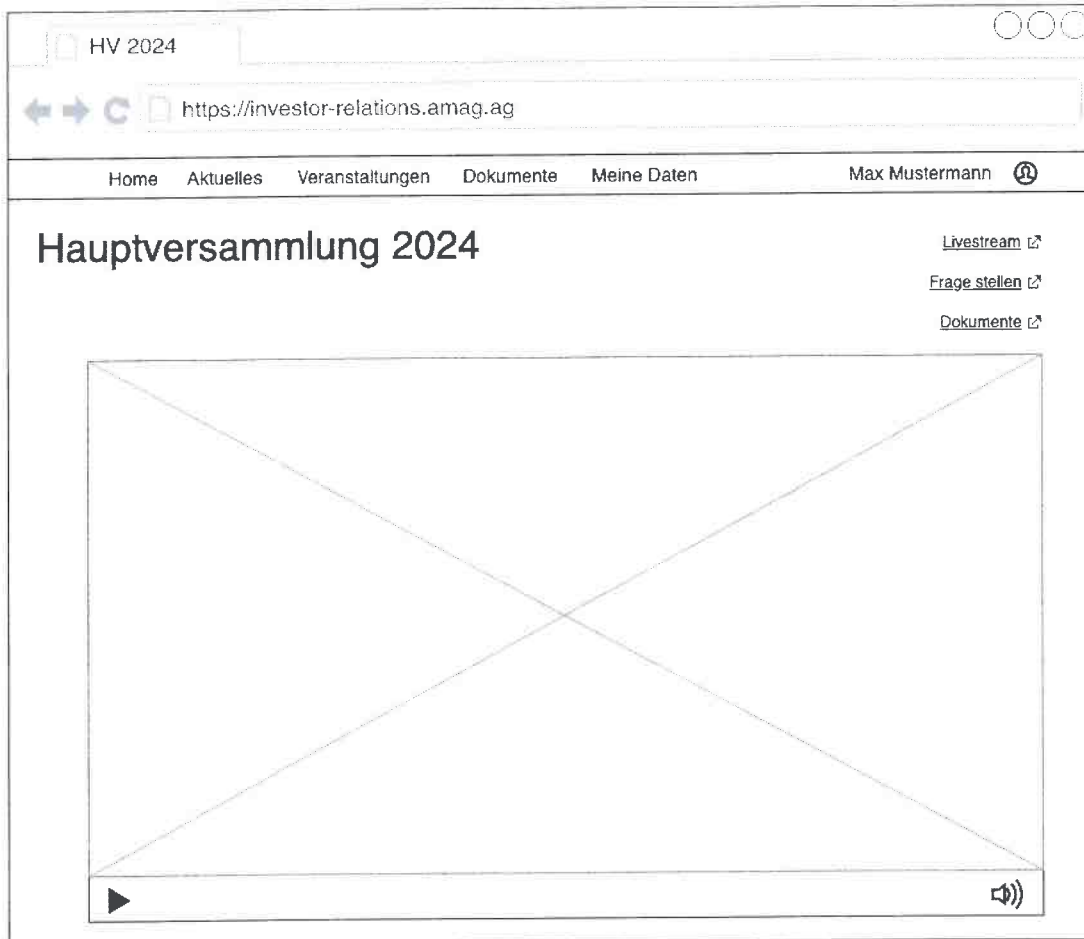 HV 2024
https://investor-relations.amag.ag
Home Aktuelles Veranstaltungen Dokumente Meine Daten Max Mustermann
Hauptversammlung 2024
Livestream
Frage stellen
Dokumente